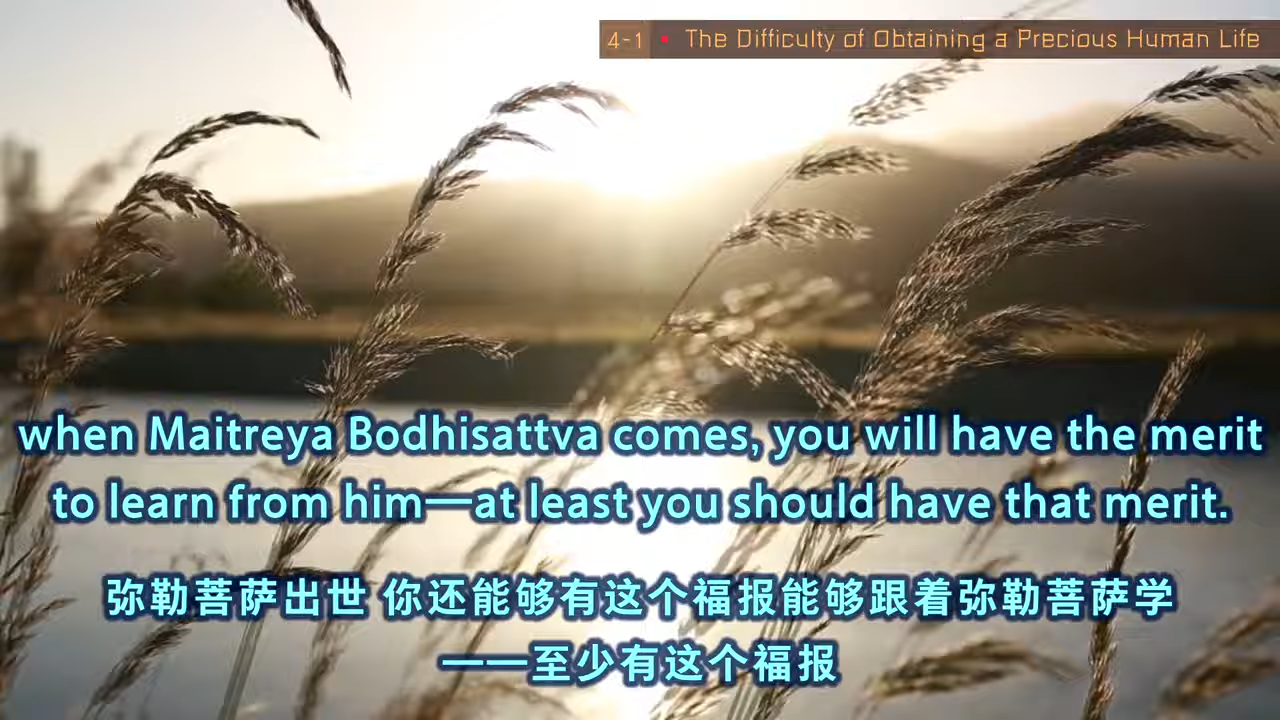 4-1 • The Difficulty of Obtaining a Precious Human Life
when Maitreya Bodhisattva comes, you will have the merit
to learn from him—at least you should have that merit.
弥勒菩萨出世 你还能够有这个福报能够跟着弥勒菩萨学
——至少有这个福报